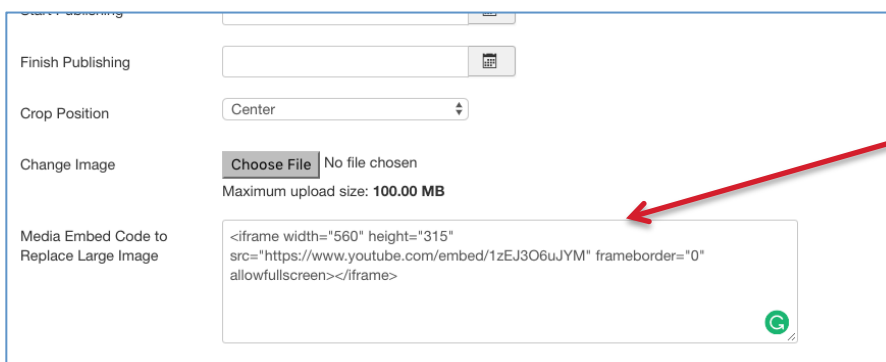 Start Publishing
Finish Publishing
Crop Position
Center
Change Image
Choose File No file chosen
Maximum upload size: 100.00 MB
Media Embed Code to
Replace Large Image
<iframe width="560" height="315"
src="https://www.youtube.com/embed/1zEJ3O6uJYM" frameborder="0"
allowfullscreen></iframe>